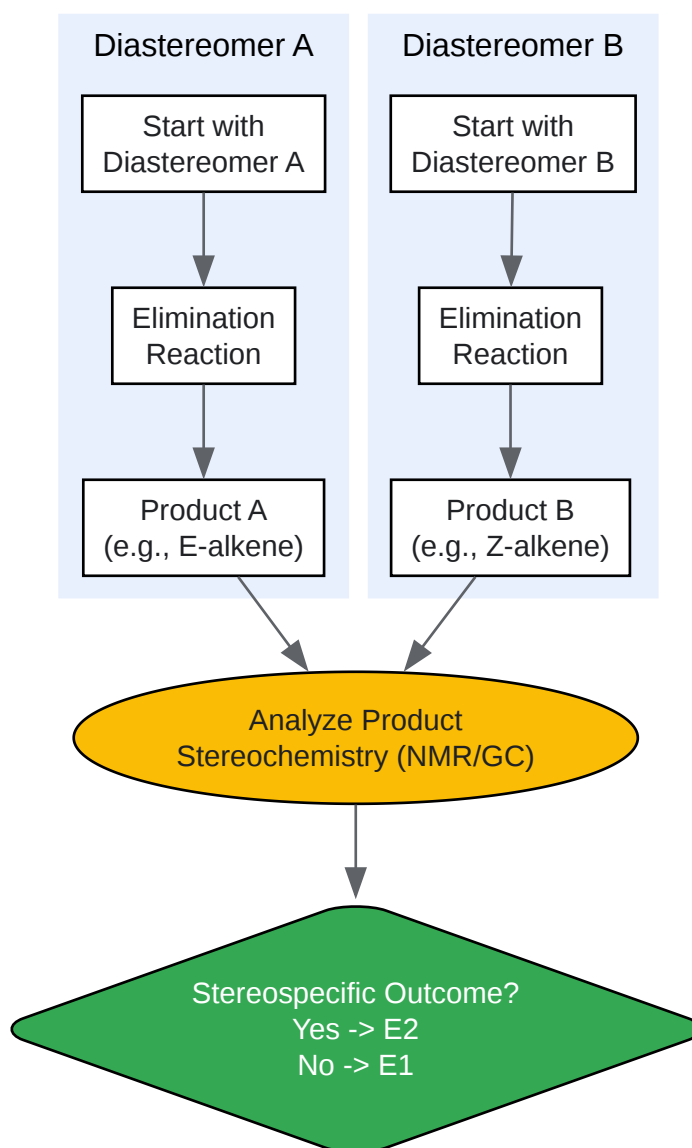 Diastereomer A
Start with
Diastereomer A
Elimination
Reaction
Product A
(e.g., E-alkene)
Diastereomer B
Start with
Diastereomer B
Elimination
Reaction
Product B
(e.g., Z-alkene)
Analyze Product
Stereochemistry (NMR/GC)
Stereospecific Outcome?
Yes -> E2
No -> E1